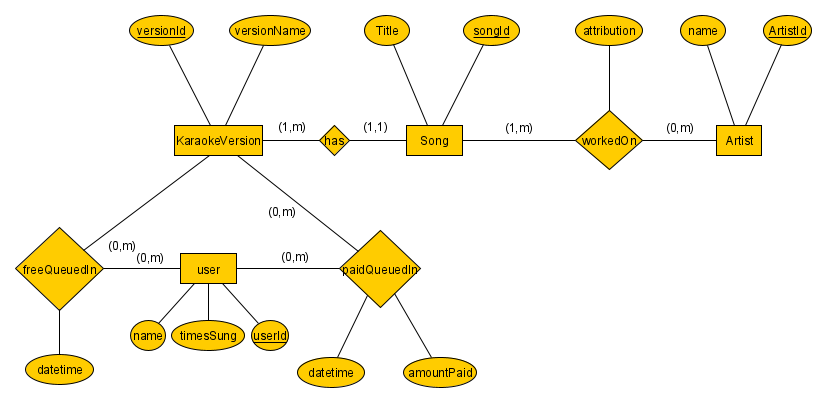 versionId
versionName
Title
songId
attribution
name
ArtistId
(1,m)
(1,1)
(1,m)
(0,m)
KaraokeVersion
has
Song
workedOn
Artist
(0,m)
(0,m)
(0,m)
(0,m)
freeQueuedIn
user
paidQueuedIn
name
timesSung
userId
datetime
datetime
amountPaid